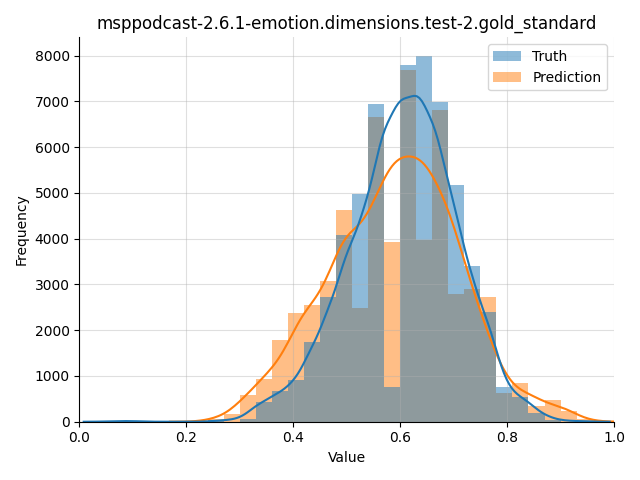 msppodcast-2.6.1-emotion.dimensions.test-2.gold_standard
Truth
Prediction
Frequency
8000
7000
6000
5000
4000
3000
2000
1000
0
0.0 0.2 0.4 0.6 0.8 1.0
Value